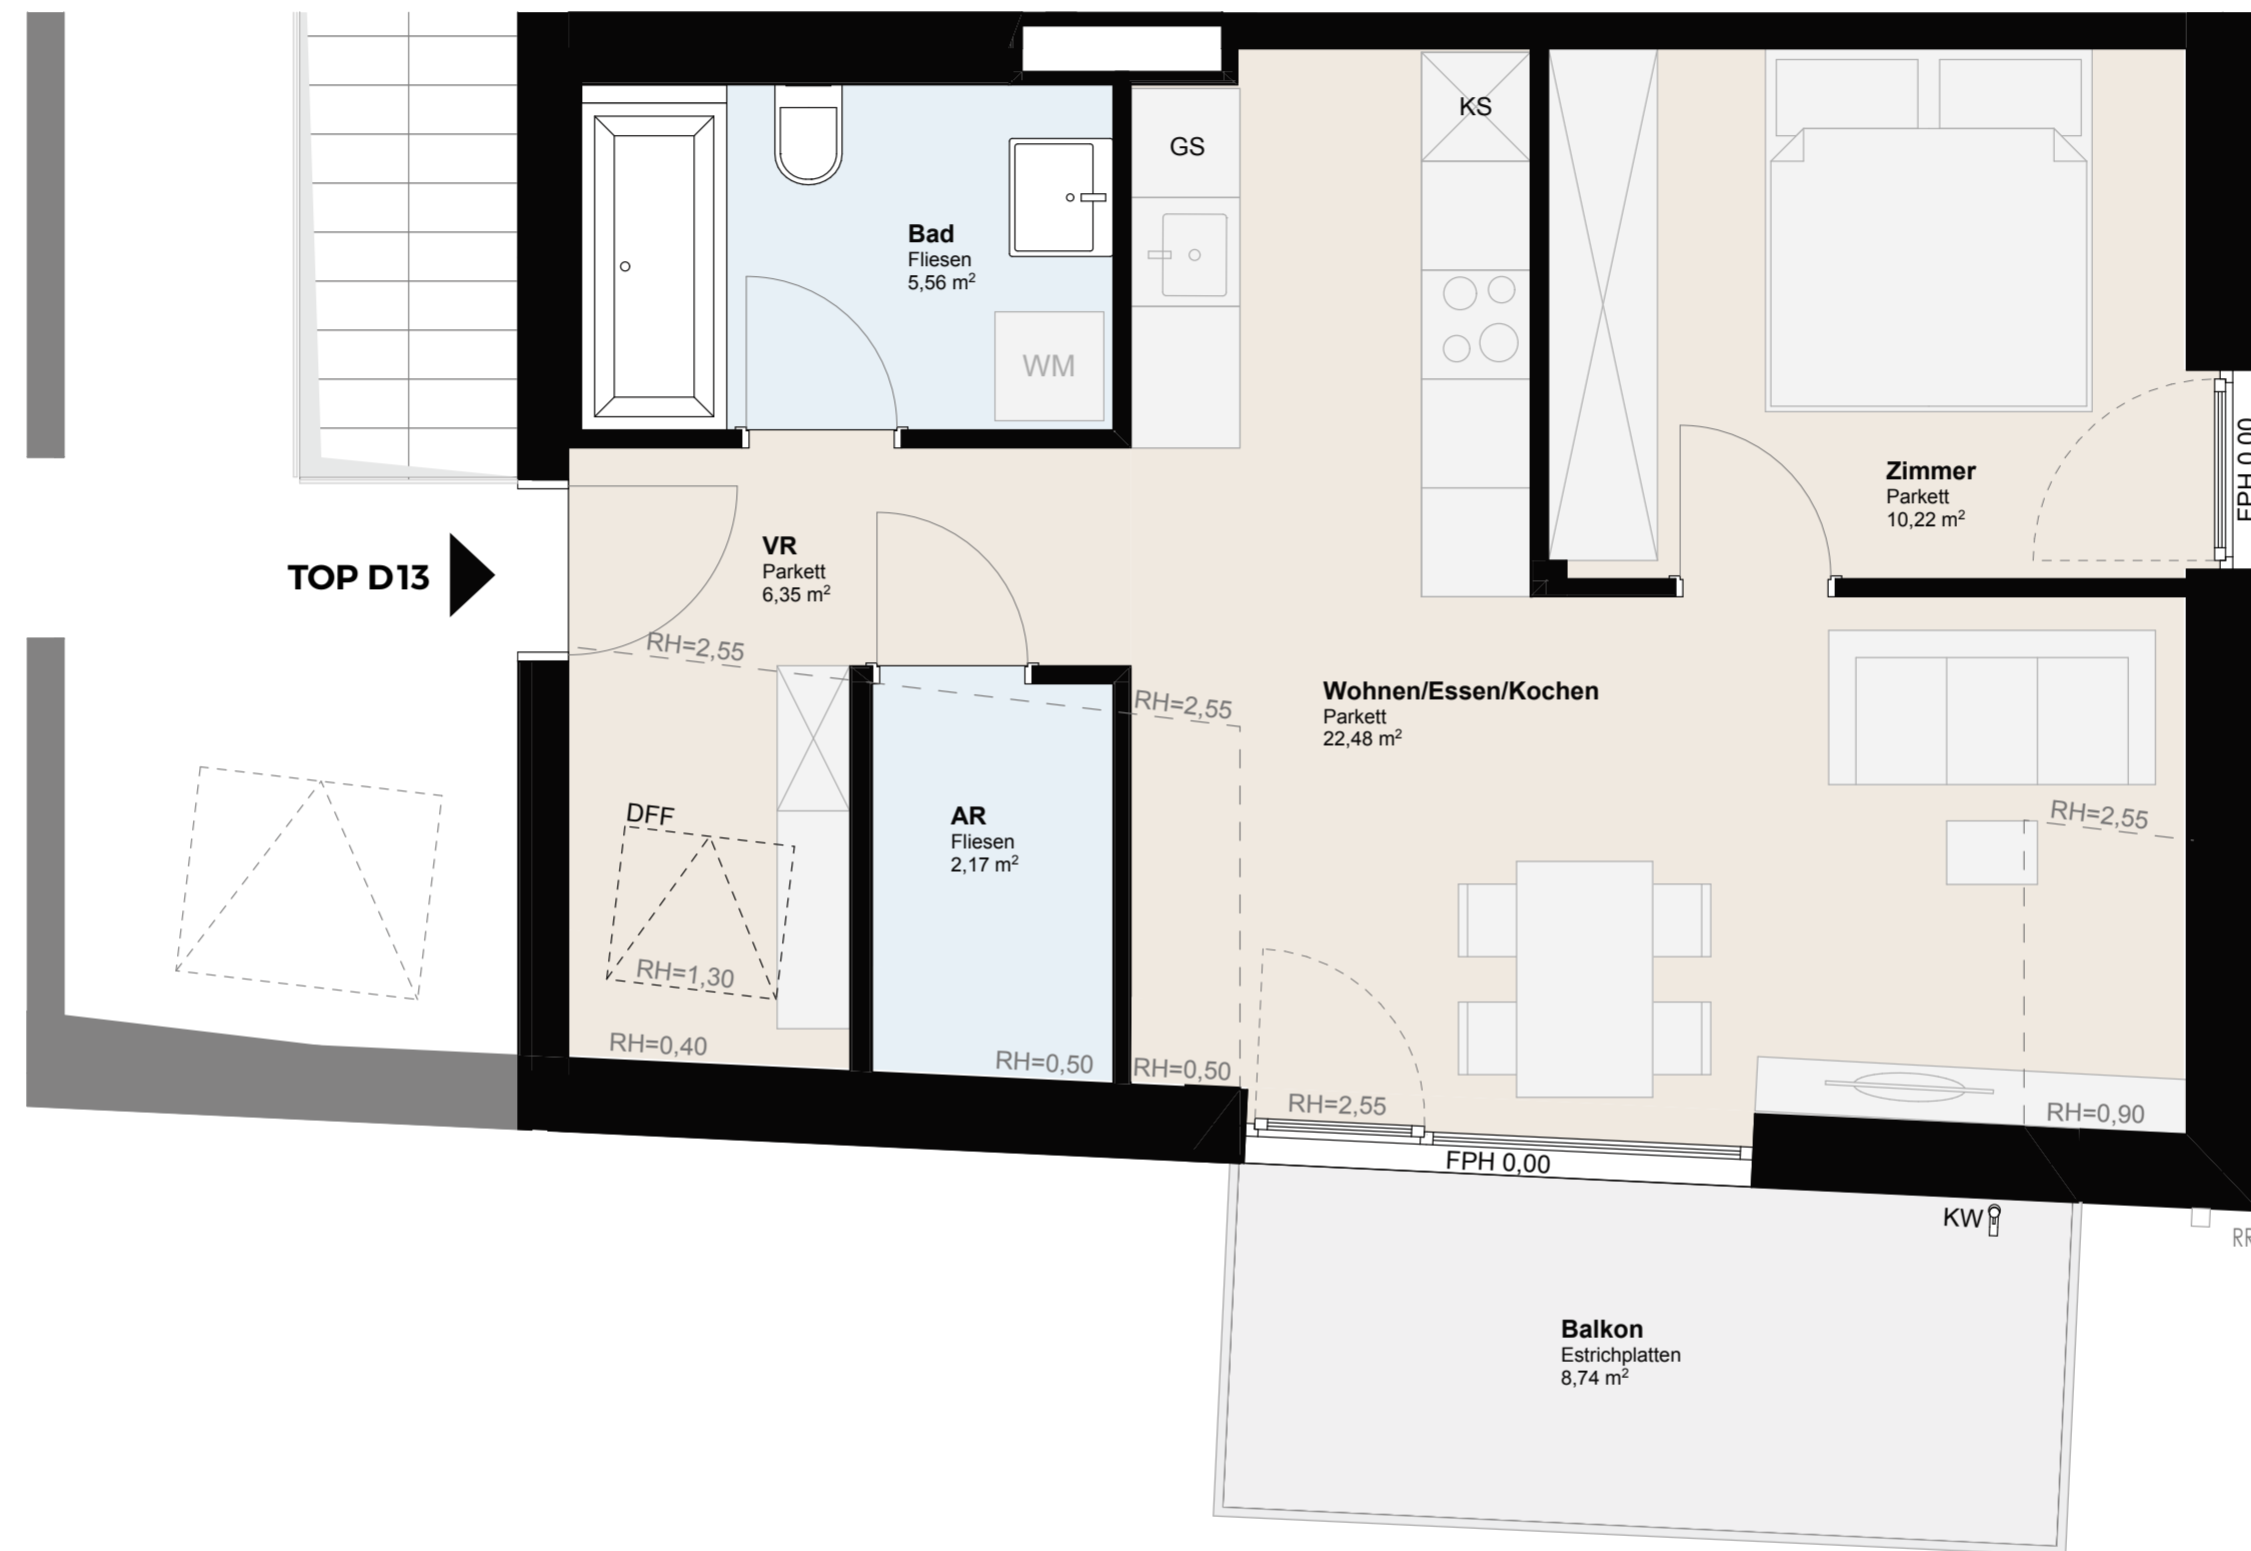 KS
GS
Bad
Fliesen
5,56 m²
WM
FPH 0,00
Zimmer
Parkett
10,22 m²
TOP D13
VR
Parkett
6,35 m²
RH=2,55
RH=2,55
Wohnen/Essen/Kochen
Parkett
22,48 m²
DFF
AR
Fliesen
2,17 m²
RH=2,55
RH=1,30
RH=0,40
RH=0,50
RH=0,50
RH=2,55
RH=0,90
FPH 0,00
KW
Balkon
Estrichplatten
8,74 m²